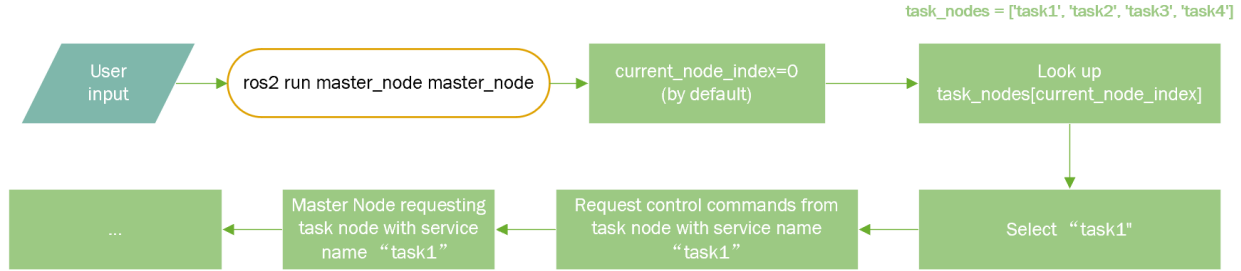 task_nodes = ['task1', 'task2', 'task3', 'task4']
User
input
ros2 run master_node master_node
current_node_index=0
(by default)
Look up
task_nodes[current_node_index]
Select “task1"
Request control commands from
task node with service name
“task1”
Master Node requesting
task node with service
name “task1”
...